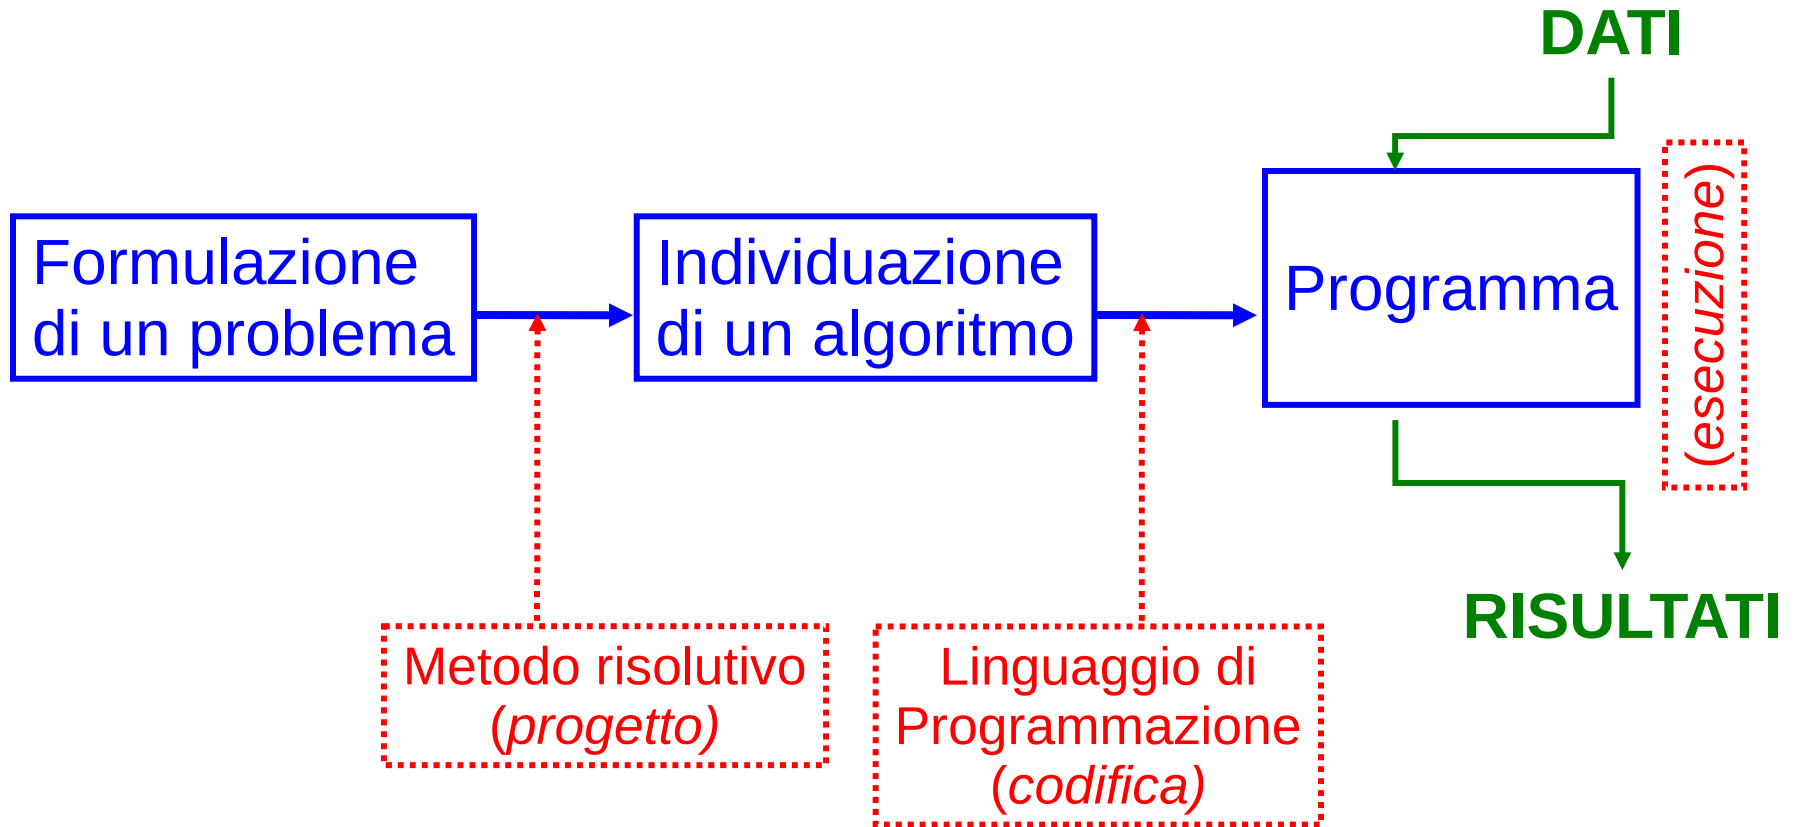 DATI
Formulazione
di un problema
Individuazione
di un algoritmo
Programma
(esecuzione)
RISULTATI
Metodo risolutivo
(progetto)
Linguaggio di
Programmazione
(codifica)